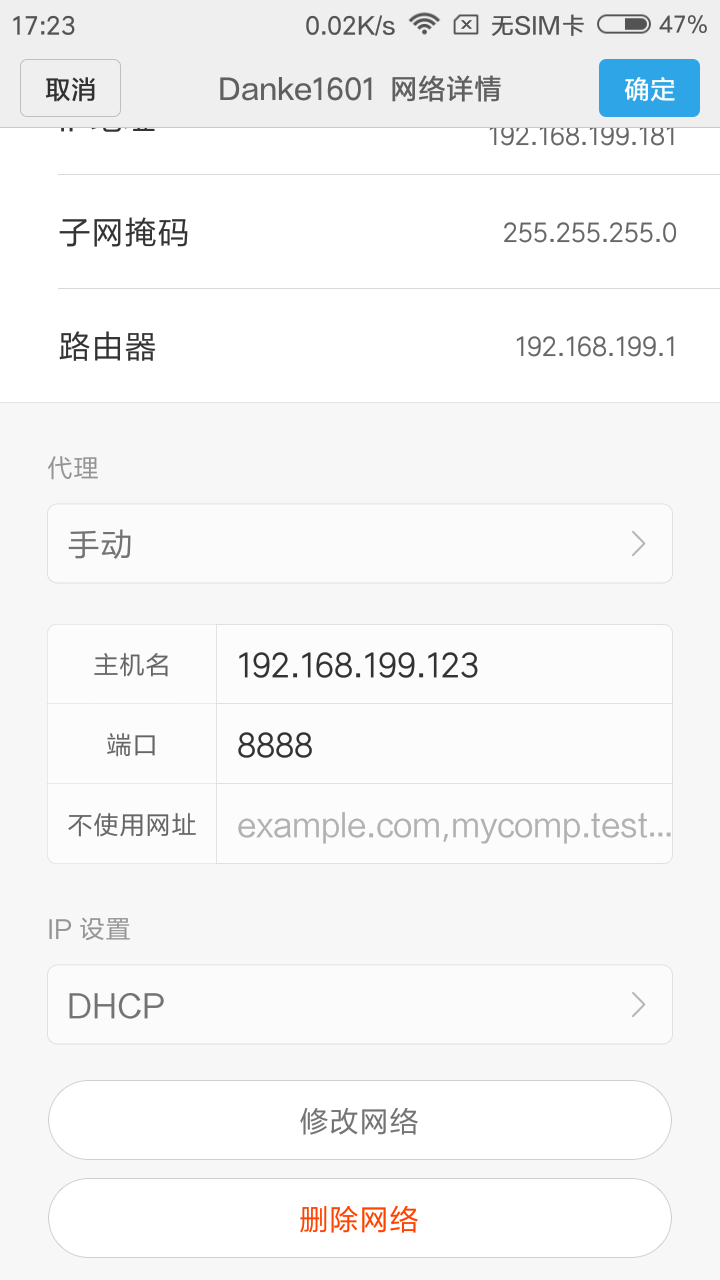 17:23 0.02K/s 无SIM卡 47%
取消 Danke1601 网络详情 确定
IP 地址 192.168.199.181
子网掩码 255.255.255.0
路由器 192.168.199.1
代理
手动
主机名 192.168.199.123
端口 8888
不使用网址 example.com,mycomp.test...
IP 设置
DHCP
修改网络
删除网络